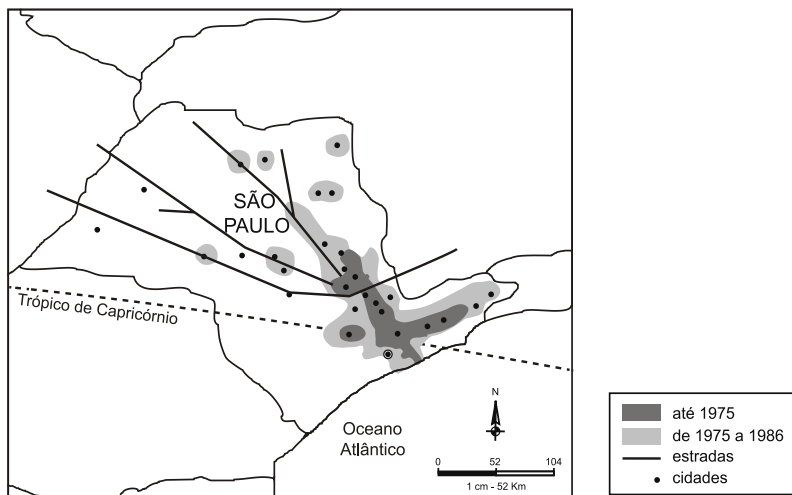 SÃO
PAULO
Trópico de Capricórnio
Oceano
Atlântico
N
0 52 104
1 cm - 52 Km
até 1975
de 1975 a 1986
estradas
cidades